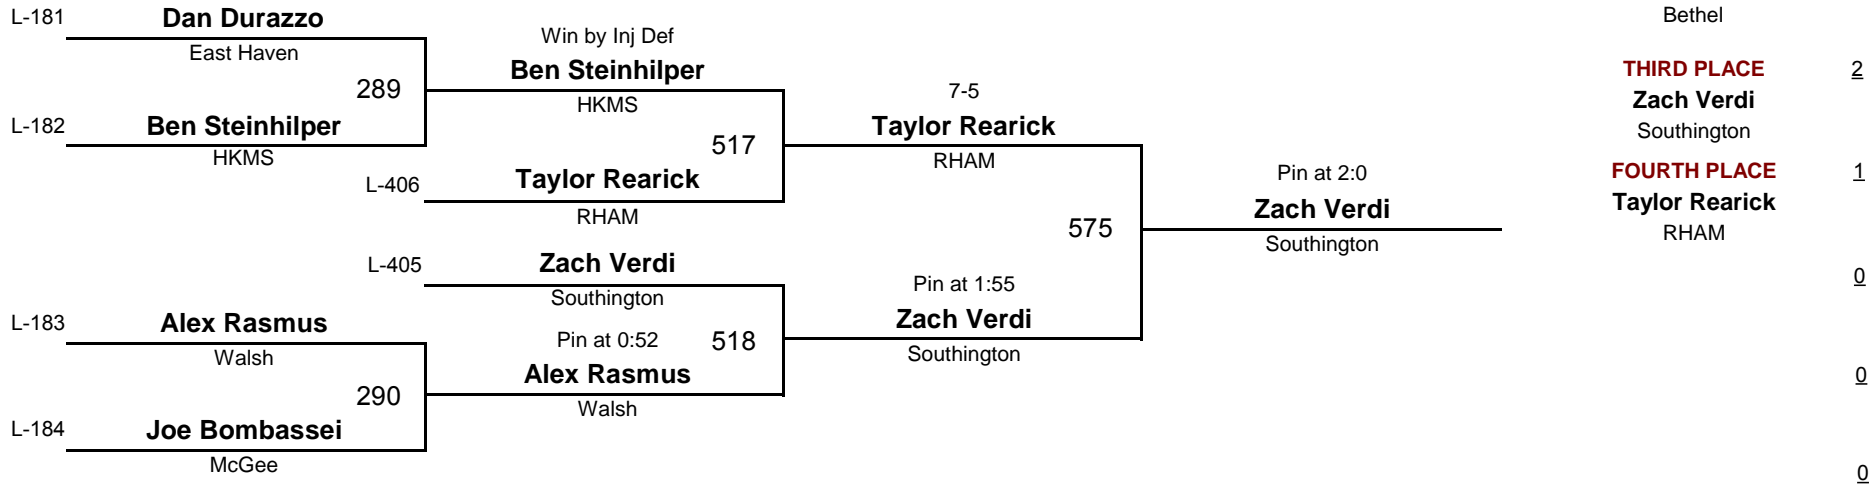 L-181
Dan Durazzo
East Haven
289
L-182
Ben Steinhilper
HKMS
Win by Inj Def
Ben Steinhilper
HKMS
517
L-406
Taylor Rearick
RHAM
7-5
Taylor Rearick
RHAM
L-405
Zach Verdi
Southington
L-183
Alex Rasmus
Walsh
290
L-184
Joe Bombassei
McGee
Pin at 0:52
Alex Rasmus
Walsh
518
Pin at 1:55
Zach Verdi
Southington
575
Pin at 2:0
Zach Verdi
Southington
Bethel
THIRD PLACE 2
Zach Verdi
Southington
FOURTH PLACE 1
Taylor Rearick
RHAM
0
0
0